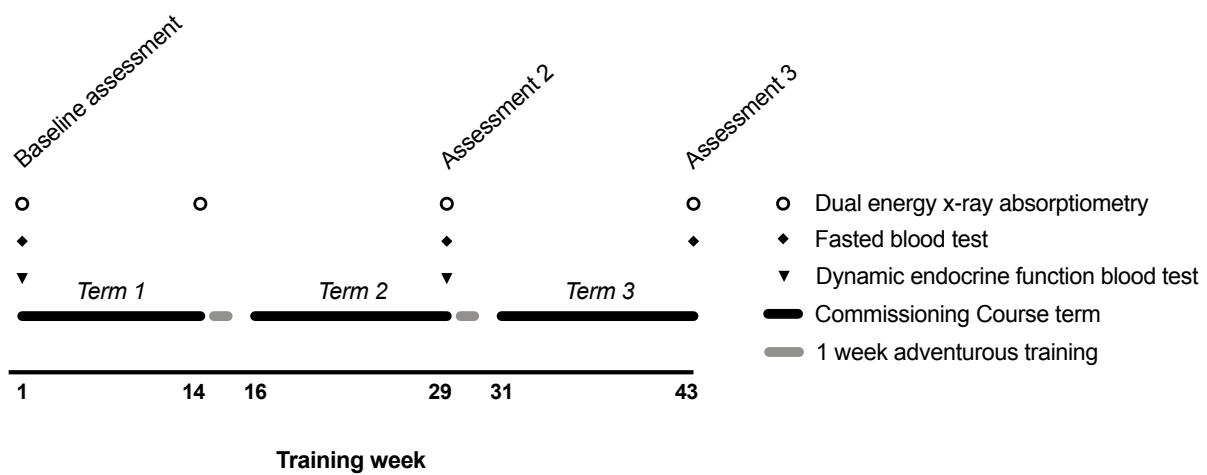 Baseline assessment
Assessment 2
Assessment 3
Dual energy x-ray absorptiometry
Fasted blood test
Dynamic endocrine function blood test
Term 1
Term 2
Term 3
Commissioning Course term
1 week adventurous training
1 14 16 29 31 43
Training week